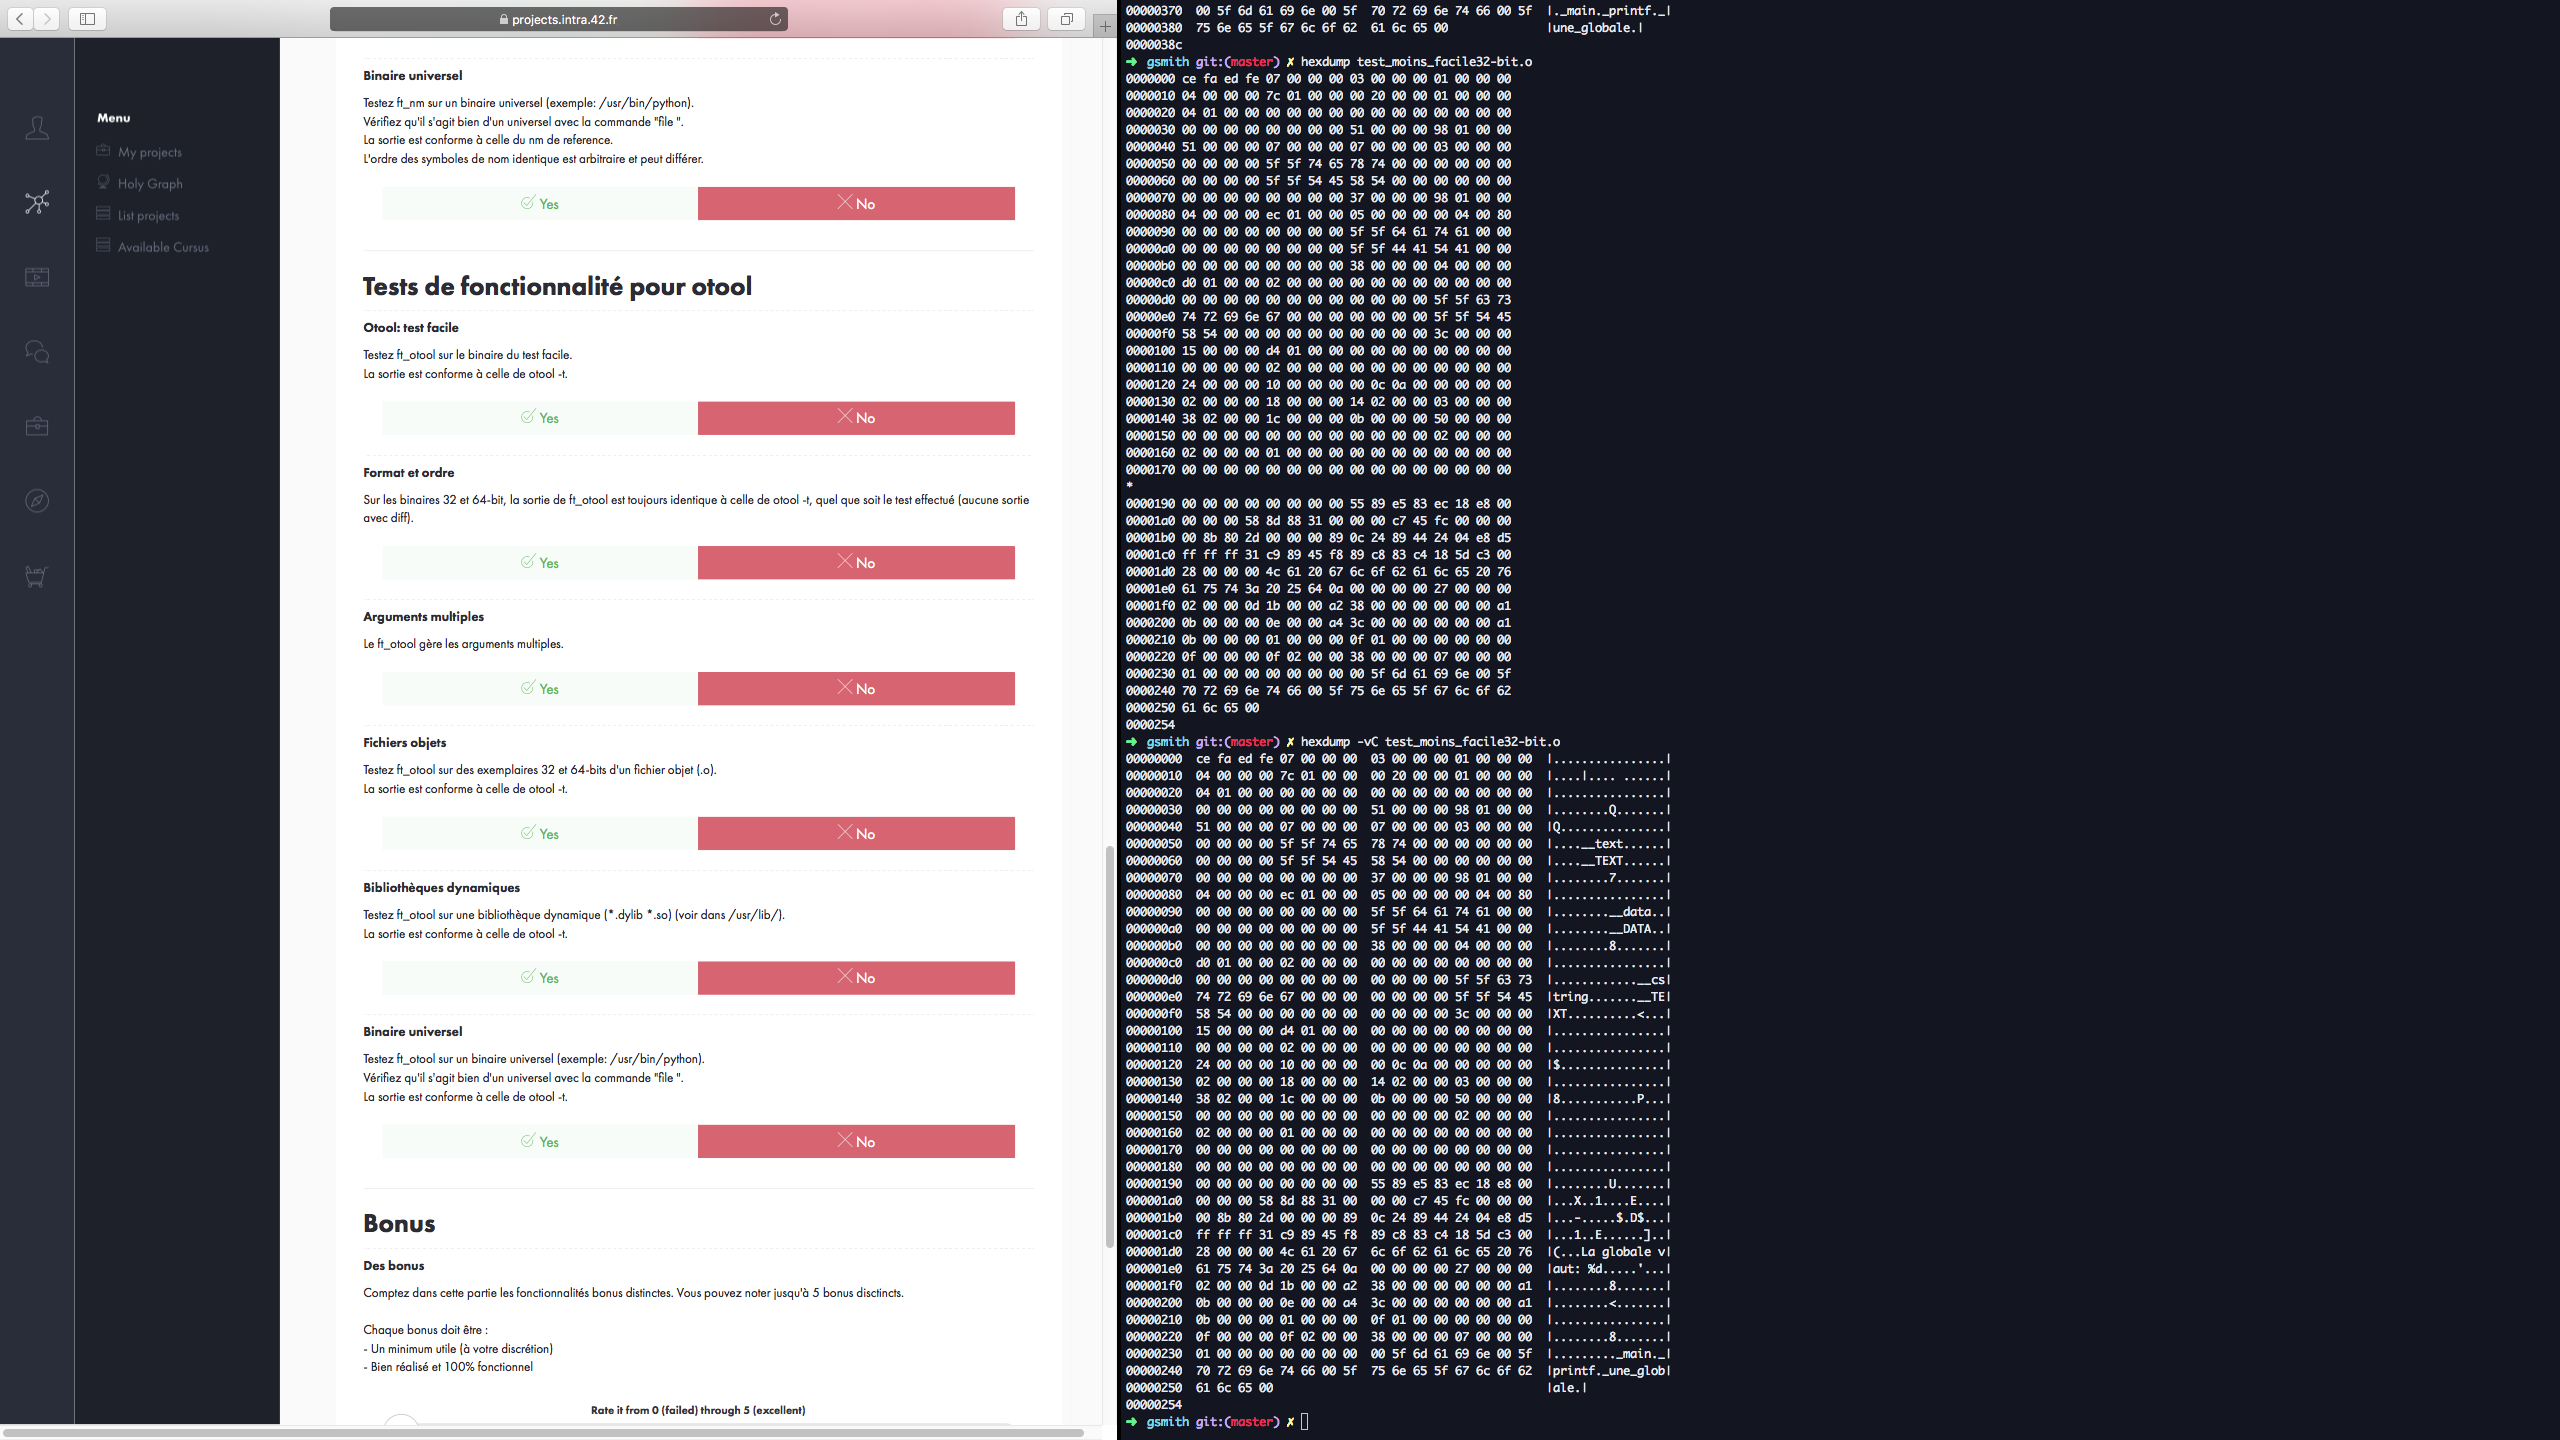 projects.intra.42.fr
Menu
My projects
Holy Graph
List projects
Available Cursus
Binaire universel
Testez ft_nm sur un binaire universel (exemple: /usr/bin/python).
Vérifiez qu'il s'agit bien d'un universel avec la commande "file ".
La sortie est conforme à celle du nm de reference.
L'ordre des symboles de nom identique est arbitraire et peut différer.
Yes No
Tests de fonctionnalité pour otool
Otool: test facile
Testez ft_otool sur le binaire du test facile.
La sortie est conforme à celle de otool -t.
Yes No
Format et ordre
Sur les binaires 32 et 64-bit, la sortie de ft_otool est toujours identique à celle de otool -t, quel que soit le test effectué (aucune sortie
avec diff).
Yes No
Arguments multiples
Le ft_otool gère les arguments multiples.
Yes No
Fichiers objets
Testez ft_otool sur des exemplaires 32 et 64-bits d'un fichier objet (.o).
La sortie est conforme à celle de otool -t.
Yes No
Bibliothèques dynamiques
Testez ft_otool sur une bibliothèque dynamique (*.dylib *.so) (voir dans /usr/lib/).
La sortie est conforme à celle de otool -t.
Yes No
Binaire universel
Testez ft_otool sur un binaire universel (exemple: /usr/bin/python).
Vérifiez qu'il s'agit bien d'un universel avec la commande "file ".
La sortie est conforme à celle de otool -t.
Yes No
Bonus
Des bonus
Comptez dans cette partie les fonctionnalités bonus distinctes. Vous pouvez noter jusqu'à 5 bonus disctincts.
Chaque bonus doit être :
- Un minimum utile (à votre discrétion)
- Bien réalisé et 100% fonctionnel
Rate it from 0 (failed) through 5 (excellent)
00000370  00 5f 6d 61 69 6e 00 5f  70 72 69 6e 74 66 00 5f  |._main._printf._|
00000380  75 6e 65 5f 67 6c 6f 62  61 6c 65 00              |une_globale.|
0000038c
➜ gsmith git:(master) ✗ hexdump test_moins_facile32-bit.o
0000000 ce fa ed fe 07 00 00 00 03 00 00 00 01 00 00 00
0000010 04 00 00 00 7c 01 00 00 00 20 00 00 01 00 00 00
0000020 04 01 00 00 00 00 00 00 00 00 00 00 00 00 00 00
0000030 00 00 00 00 00 00 00 00 51 00 00 00 98 01 00 00
0000040 51 00 00 00 07 00 00 00 07 00 00 00 03 00 00 00
0000050 00 00 00 00 5f 5f 74 65 78 74 00 00 00 00 00 00
0000060 00 00 00 00 5f 5f 54 45 58 54 00 00 00 00 00 00
0000070 00 00 00 00 00 00 00 00 37 00 00 00 98 01 00 00
0000080 04 00 00 00 ec 01 00 00 05 00 00 00 00 04 00 80
0000090 00 00 00 00 00 00 00 00 5f 5f 64 61 74 61 00 00
00000a0 00 00 00 00 00 00 00 00 5f 5f 44 41 54 41 00 00
00000b0 00 00 00 00 00 00 00 00 38 00 00 00 04 00 00 00
00000c0 d0 01 00 00 02 00 00 00 00 00 00 00 00 00 00 00
00000d0 00 00 00 00 00 00 00 00 00 00 00 00 5f 5f 63 73
00000e0 74 72 69 6e 67 00 00 00 00 00 00 00 5f 5f 54 45
00000f0 58 54 00 00 00 00 00 00 00 00 00 00 3c 00 00 00
0000100 15 00 00 00 d4 01 00 00 00 00 00 00 00 00 00 00
0000110 00 00 00 00 02 00 00 00 00 00 00 00 00 00 00 00
0000120 24 00 00 00 10 00 00 00 00 0c 0a 00 00 00 00 00
0000130 02 00 00 00 18 00 00 00 14 02 00 00 03 00 00 00
0000140 38 02 00 00 1c 00 00 00 0b 00 00 00 50 00 00 00
0000150 00 00 00 00 00 00 00 00 00 00 00 00 02 00 00 00
0000160 02 00 00 00 01 00 00 00 00 00 00 00 00 00 00 00
0000170 00 00 00 00 00 00 00 00 00 00 00 00 00 00 00 00
*
0000190 00 00 00 00 00 00 00 00 55 89 e5 83 ec 18 e8 00
00001a0 00 00 00 58 8d 88 31 00 00 00 c7 45 fc 00 00 00
00001b0 00 8b 80 2d 00 00 00 89 0c 24 89 44 24 04 e8 d5
00001c0 ff ff ff 31 c9 89 45 f8 89 c8 83 c4 18 5d c3 00
00001d0 28 00 00 00 4c 61 20 67 6c 6f 62 61 6c 65 20 76
00001e0 61 75 74 3a 20 25 64 0a 00 00 00 00 27 00 00 00
00001f0 02 00 00 0d 1b 00 00 a2 38 00 00 00 00 00 00 a1
0000200 0b 00 00 00 0e 00 00 a4 3c 00 00 00 00 00 00 a1
0000210 0b 00 00 00 01 00 00 00 0f 01 00 00 00 00 00 00
0000220 0f 00 00 00 0f 02 00 00 38 00 00 00 07 00 00 00
0000230 01 00 00 00 00 00 00 00 00 5f 6d 61 69 6e 00 5f
0000240 70 72 69 6e 74 66 00 5f 75 6e 65 5f 67 6c 6f 62
0000250 61 6c 65 00
0000254
➜ gsmith git:(master) ✗ hexdump -vC test_moins_facile32-bit.o
00000000  ce fa ed fe 07 00 00 00  03 00 00 00 01 00 00 00  |................|
00000010  04 00 00 00 7c 01 00 00  00 20 00 00 01 00 00 00  |....|.... ......|
00000020  04 01 00 00 00 00 00 00  00 00 00 00 00 00 00 00  |................|
00000030  00 00 00 00 00 00 00 00  51 00 00 00 98 01 00 00  |........Q.......|
00000040  51 00 00 00 07 00 00 00  07 00 00 00 03 00 00 00  |Q...............|
00000050  00 00 00 00 5f 5f 74 65  78 74 00 00 00 00 00 00  |....__text......|
00000060  00 00 00 00 5f 5f 54 45  58 54 00 00 00 00 00 00  |....__TEXT......|
00000070  00 00 00 00 00 00 00 00  37 00 00 00 98 01 00 00  |........7.......|
00000080  04 00 00 00 ec 01 00 00  05 00 00 00 00 04 00 80  |................|
00000090  00 00 00 00 00 00 00 00  5f 5f 64 61 74 61 00 00  |........__data..|
000000a0  00 00 00 00 00 00 00 00  5f 5f 44 41 54 41 00 00  |........__DATA..|
000000b0  00 00 00 00 00 00 00 00  38 00 00 00 04 00 00 00  |........8.......|
000000c0  d0 01 00 00 02 00 00 00  00 00 00 00 00 00 00 00  |................|
000000d0  00 00 00 00 00 00 00 00  00 00 00 00 5f 5f 63 73  |............__cs|
000000e0  74 72 69 6e 67 00 00 00  00 00 00 00 5f 5f 54 45  |tring.......__TE|
000000f0  58 54 00 00 00 00 00 00  00 00 00 00 3c 00 00 00  |XT..........<...|
00000100  15 00 00 00 d4 01 00 00  00 00 00 00 00 00 00 00  |................|
00000110  00 00 00 00 02 00 00 00  00 00 00 00 00 00 00 00  |................|
00000120  24 00 00 00 10 00 00 00  00 0c 0a 00 00 00 00 00  |$...............|
00000130  02 00 00 00 18 00 00 00  14 02 00 00 03 00 00 00  |................|
00000140  38 02 00 00 1c 00 00 00  0b 00 00 00 50 00 00 00  |8...........P...|
00000150  00 00 00 00 00 00 00 00  00 00 00 00 02 00 00 00  |................|
00000160  02 00 00 00 01 00 00 00  00 00 00 00 00 00 00 00  |................|
00000170  00 00 00 00 00 00 00 00  00 00 00 00 00 00 00 00  |................|
00000180  00 00 00 00 00 00 00 00  00 00 00 00 00 00 00 00  |................|
00000190  00 00 00 00 00 00 00 00  55 89 e5 83 ec 18 e8 00  |........U.......|
000001a0  00 00 00 58 8d 88 31 00  00 00 c7 45 fc 00 00 00  |...X..1....E....|
000001b0  00 8b 80 2d 00 00 00 89  0c 24 89 44 24 04 e8 d5  |...-.....$.D$...|
000001c0  ff ff ff 31 c9 89 45 f8  89 c8 83 c4 18 5d c3 00  |...1..E......]..|
000001d0  28 00 00 00 4c 61 20 67  6c 6f 62 61 6c 65 20 76  |(...La globale v|
000001e0  61 75 74 3a 20 25 64 0a  00 00 00 00 27 00 00 00  |aut: %d.....'...|
000001f0  02 00 00 0d 1b 00 00 a2  38 00 00 00 00 00 00 a1  |........8.......|
00000200  0b 00 00 00 0e 00 00 a4  3c 00 00 00 00 00 00 a1  |........<.......|
00000210  0b 00 00 00 01 00 00 00  0f 01 00 00 00 00 00 00  |................|
00000220  0f 00 00 00 0f 02 00 00  38 00 00 00 07 00 00 00  |........8.......|
00000230  01 00 00 00 00 00 00 00  00 5f 6d 61 69 6e 00 5f  |........._main._|
00000240  70 72 69 6e 74 66 00 5f  75 6e 65 5f 67 6c 6f 62  |printf._une_glob|
00000250  61 6c 65 00                                       |ale.|
00000254
➜ gsmith git:(master) ✗